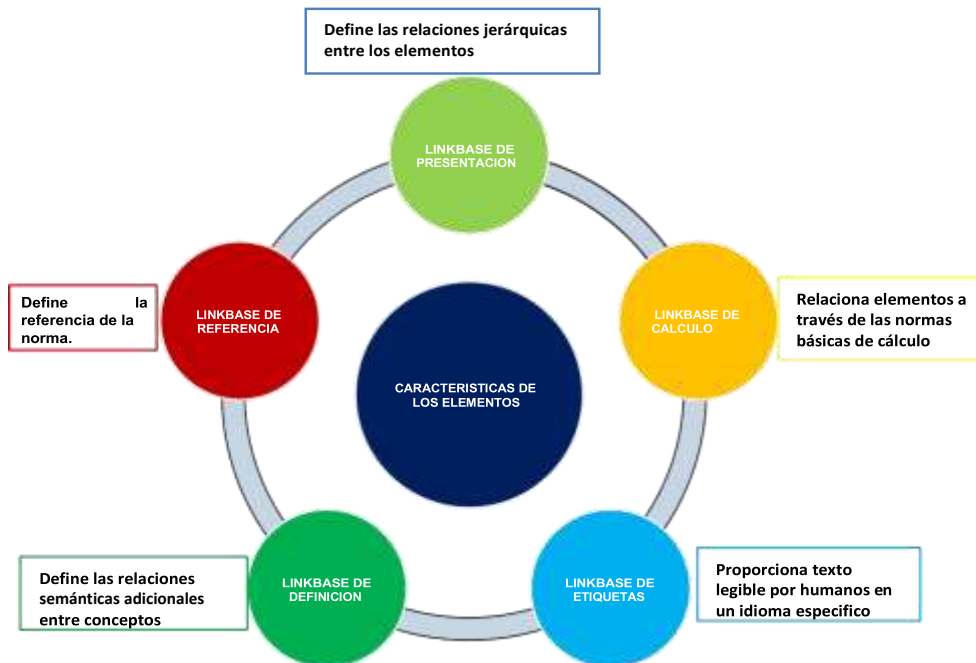 Define las relaciones jerárquicas
entre los elementos
LINKBASE DE
PRESENTACION
LINKBASE DE
REFERENCIA
Define la
referencia de la
norma.
LINKBASE DE
CALCULO
Relaciona elementos a
través de las normas
básicas de cálculo
CARACTERISTICAS DE
LOS ELEMENTOS
LINKBASE DE
DEFINICION
Define las relaciones
semánticas adicionales
entre conceptos
LINKBASE DE
ETIQUETAS
Proporciona texto
legible por humanos en
un idioma especifico